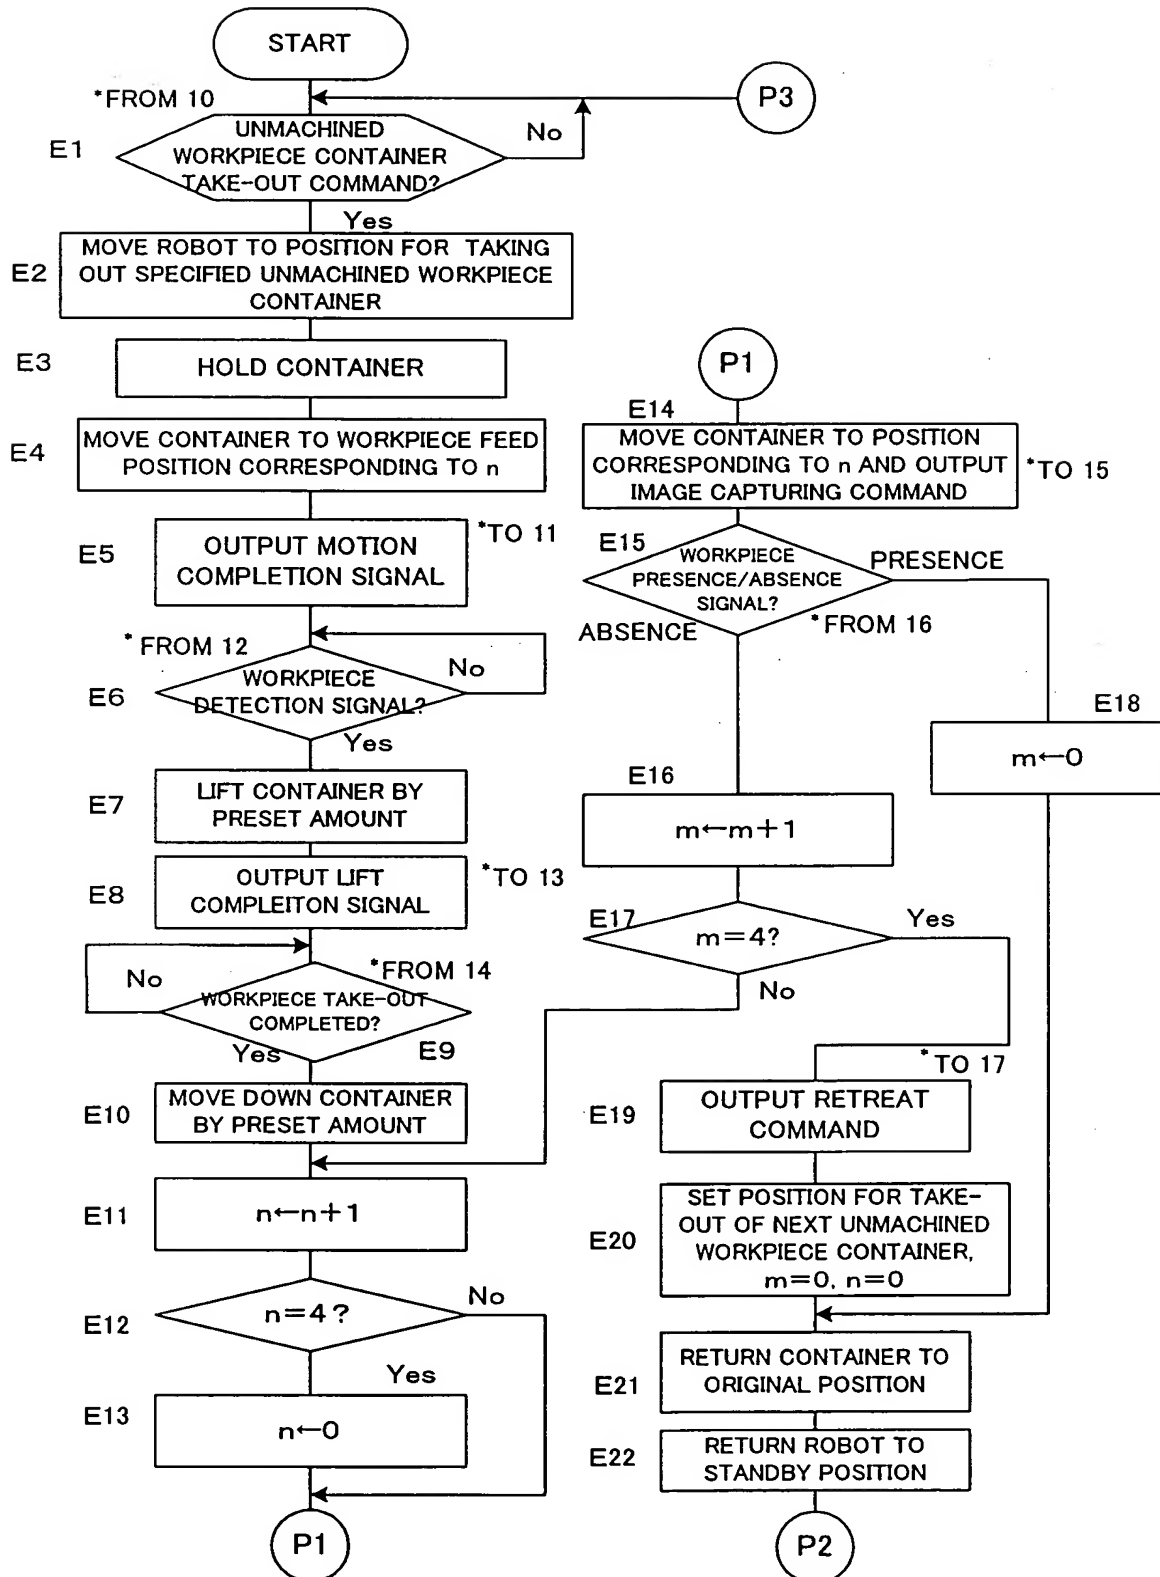 START
*FROM 10
P3
E1
UNMACHINED
WORKPIECE CONTAINER
TAKE-OUT COMMAND?
No
Yes
E2
MOVE ROBOT TO POSITION FOR TAKING
OUT SPECIFIED UNMACHINED WORKPIECE
CONTAINER
E3
HOLD CONTAINER
E4
MOVE CONTAINER TO WORKPIECE FEED
POSITION CORRESPONDING TO n
E5
OUTPUT MOTION
COMPLETION SIGNAL
*TO 11
*FROM 12
E6
WORKPIECE
DETECTION SIGNAL?
No
Yes
E7
LIFT CONTAINER BY
PRESET AMOUNT
E8
OUTPUT LIFT
COMPLEITON SIGNAL
*TO 13
No
*FROM 14
WORKPIECE TAKE-OUT
COMPLETED?
Yes
E9
E10
MOVE DOWN CONTAINER
BY PRESET AMOUNT
E11
n←n+1
E12
n=4?
No
Yes
E13
n←0
P1
P1
E14
MOVE CONTAINER TO POSITION
CORRESPONDING TO n AND OUTPUT
IMAGE CAPTURING COMMAND
*TO 15
E15
WORKPIECE
PRESENCE/ABSENCE
SIGNAL?
PRESENCE
ABSENCE
*FROM 16
E18
m←0
E16
m←m+1
E17
m=4?
Yes
No
*TO 17
E19
OUTPUT RETREAT
COMMAND
E20
SET POSITION FOR TAKE-
OUT OF NEXT UNMACHINED
WORKPIECE CONTAINER,
m=0, n=0
E21
RETURN CONTAINER TO
ORIGINAL POSITION
E22
RETURN ROBOT TO
STANDBY POSITION
P2